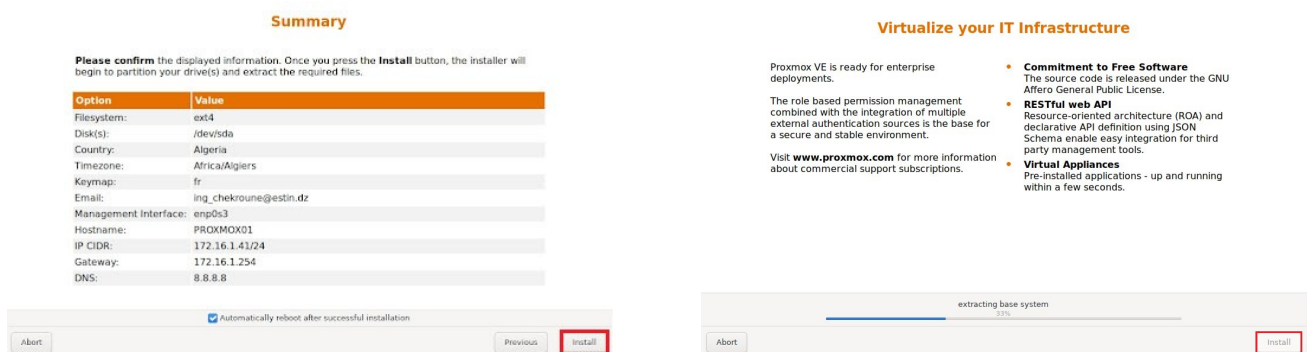 Summary
Please confirm the displayed information. Once you press the Install button, the installer will
begin to partition your drive(s) and extract the required files.
Option Value
Filesystem: ext4
Disk(s): /dev/sda
Country: Algeria
Timezone: Africa/Algiers
Keymap: fr
Email: ing_chekroune@estin.dz
Management Interface: enp0s3
Hostname: PROXMOX01
IP CIDR: 172.16.1.41/24
Gateway: 172.16.1.254
DNS: 8.8.8.8
Automatically reboot after successful installation
Abort Previous Install
Virtualize your IT Infrastructure
Proxmox VE is ready for enterprise
deployments.
The role based permission management
combined with the integration of multiple
external authentication sources is the base for
a secure and stable environment.
Visit www.proxmox.com for more information
about commercial support subscriptions.
• Commitment to Free Software
The source code is released under the GNU
Affero General Public License.
• RESTful web API
Resource-oriented architecture (ROA) and
declarative API definition using JSON
Schema enable easy integration for third
party management tools.
• Virtual Appliances
Pre-installed applications - up and running
within a few seconds.
extracting base system
33%
Abort Install